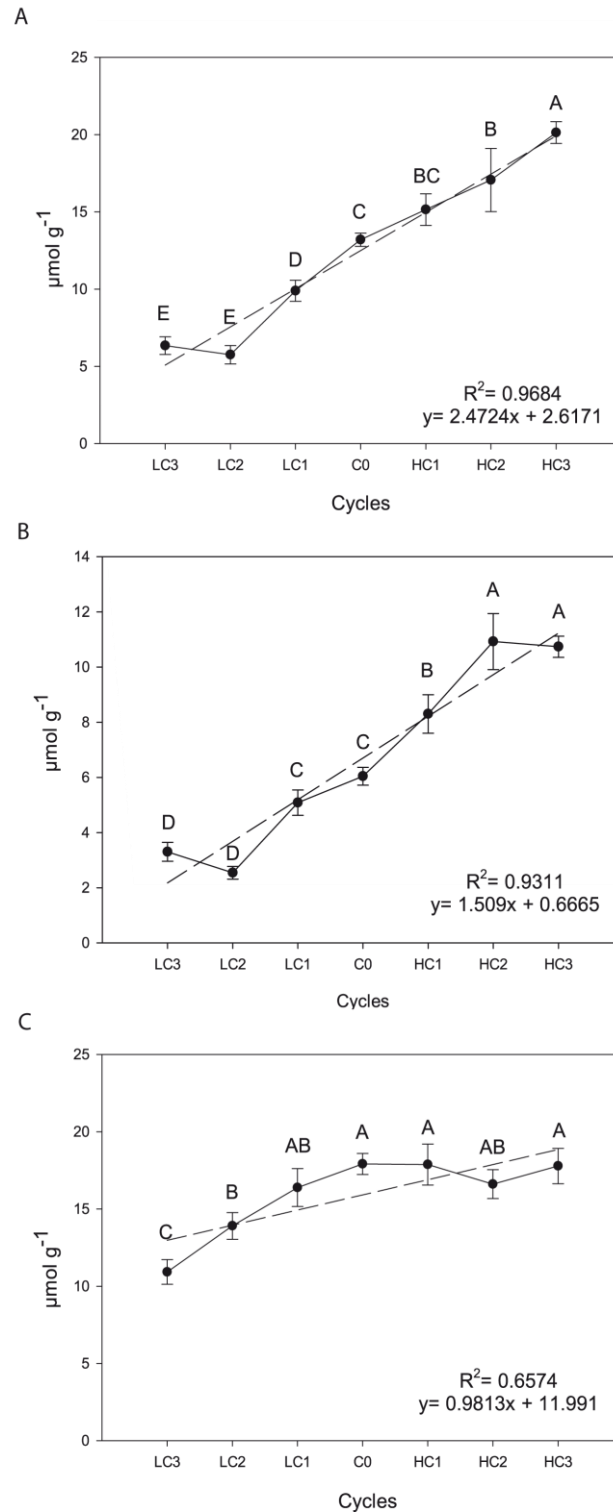 A
25
20
15
10
5
0
µmol g⁻¹
E
E
D
C
BC
B
A
R²= 0.9684
y= 2.4724x + 2.6171
LC3 LC2 LC1 C0 HC1 HC2 HC3
Cycles
B
14
12
10
8
6
4
2
0
µmol g⁻¹
D
D
C
C
B
A
A
R²= 0.9311
y= 1.509x + 0.6665
LC3 LC2 LC1 C0 HC1 HC2 HC3
Cycles
C
25
20
15
10
5
0
µmol g⁻¹
C
B
AB
A
A
AB
A
R²= 0.6574
y= 0.9813x + 11.991
LC3 LC2 LC1 C0 HC1 HC2 HC3
Cycles